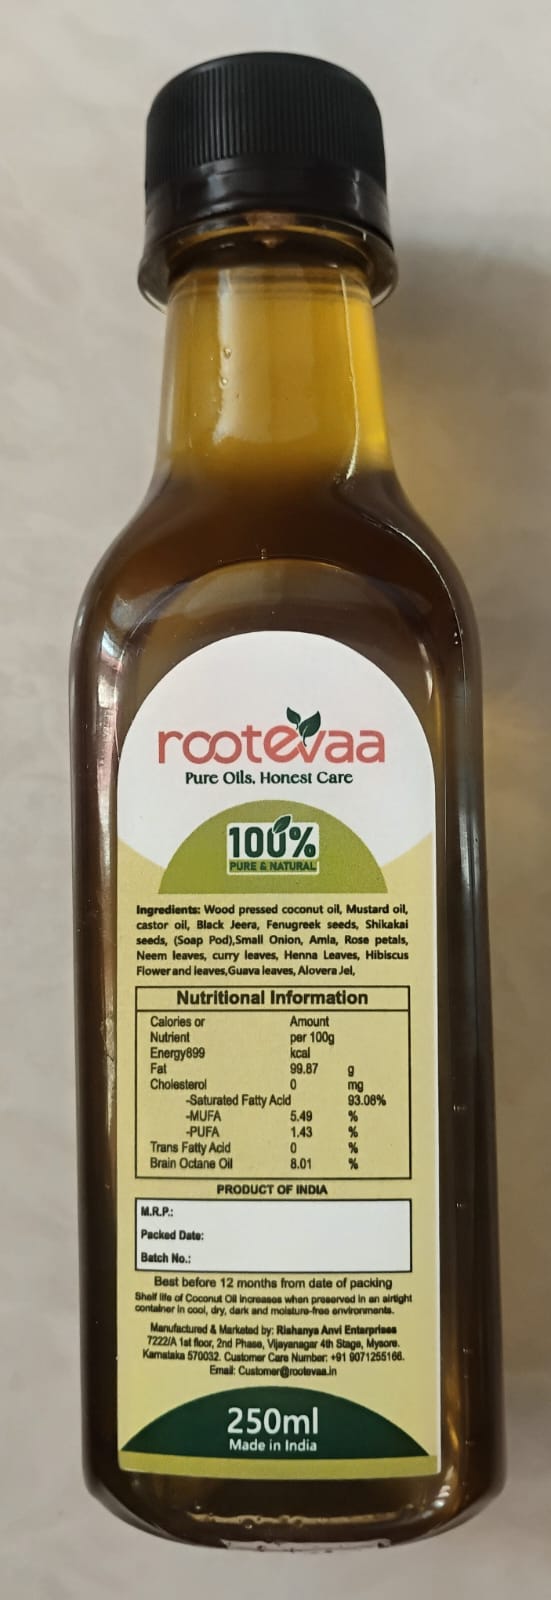 rootevaa
Pure Oils, Honest Care
100%
PURE & NATURAL
Ingredients: Wood pressed coconut oil, Mustard oil,
castor oil, Black Jeera, Fenugreek seeds, Shikakai
seeds, (Soap Pod),Small Onion, Amla, Rose petals,
Neem leaves, curry leaves, Henna Leaves, Hibiscus
Flower and leaves,Guava leaves, Alovera Jel,
Nutritional Information
Calories or Amount
Nutrient per 100g
Energy899 kcal
Fat 99.87 g
Cholesterol 0 mg
-Saturated Fatty Acid 93.08%
-MUFA 5.49 %
-PUFA 1.43 %
Trans Fatty Acid 0 %
Brain Octane Oil 8.01 %
PRODUCT OF INDIA
M.R.P.:
Packed Date:
Batch No.:
Best before 12 months from date of packing
Shelf life of Coconut Oil Increases when preserved in an airtight
container in cool, dry, dark and moisture-free environments.
Manufactured & Marketed by: Rishanya Anvi Enterprises
7222/A 1st floor, 2nd Phase, Vijayanagar 4th Stage, Mysore.
Karnataka 570032. Customer Care Number: +91 9071255166.
Email: Customer@rootevaa.in
250ml
Made in India